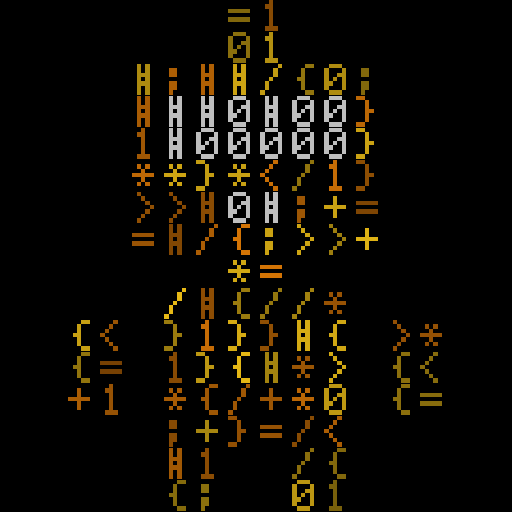 =1
01
H;HH/{0;
HHH0H00}
1H00000}
**}*</1}
>>H0H;+=
=H/{;>>+
*=
/H{//*
{< }1}}H{ >*
{= 1}{H*> {<
+1 *{/+*0 {=
;+}=/<
H1 /{
{; 01